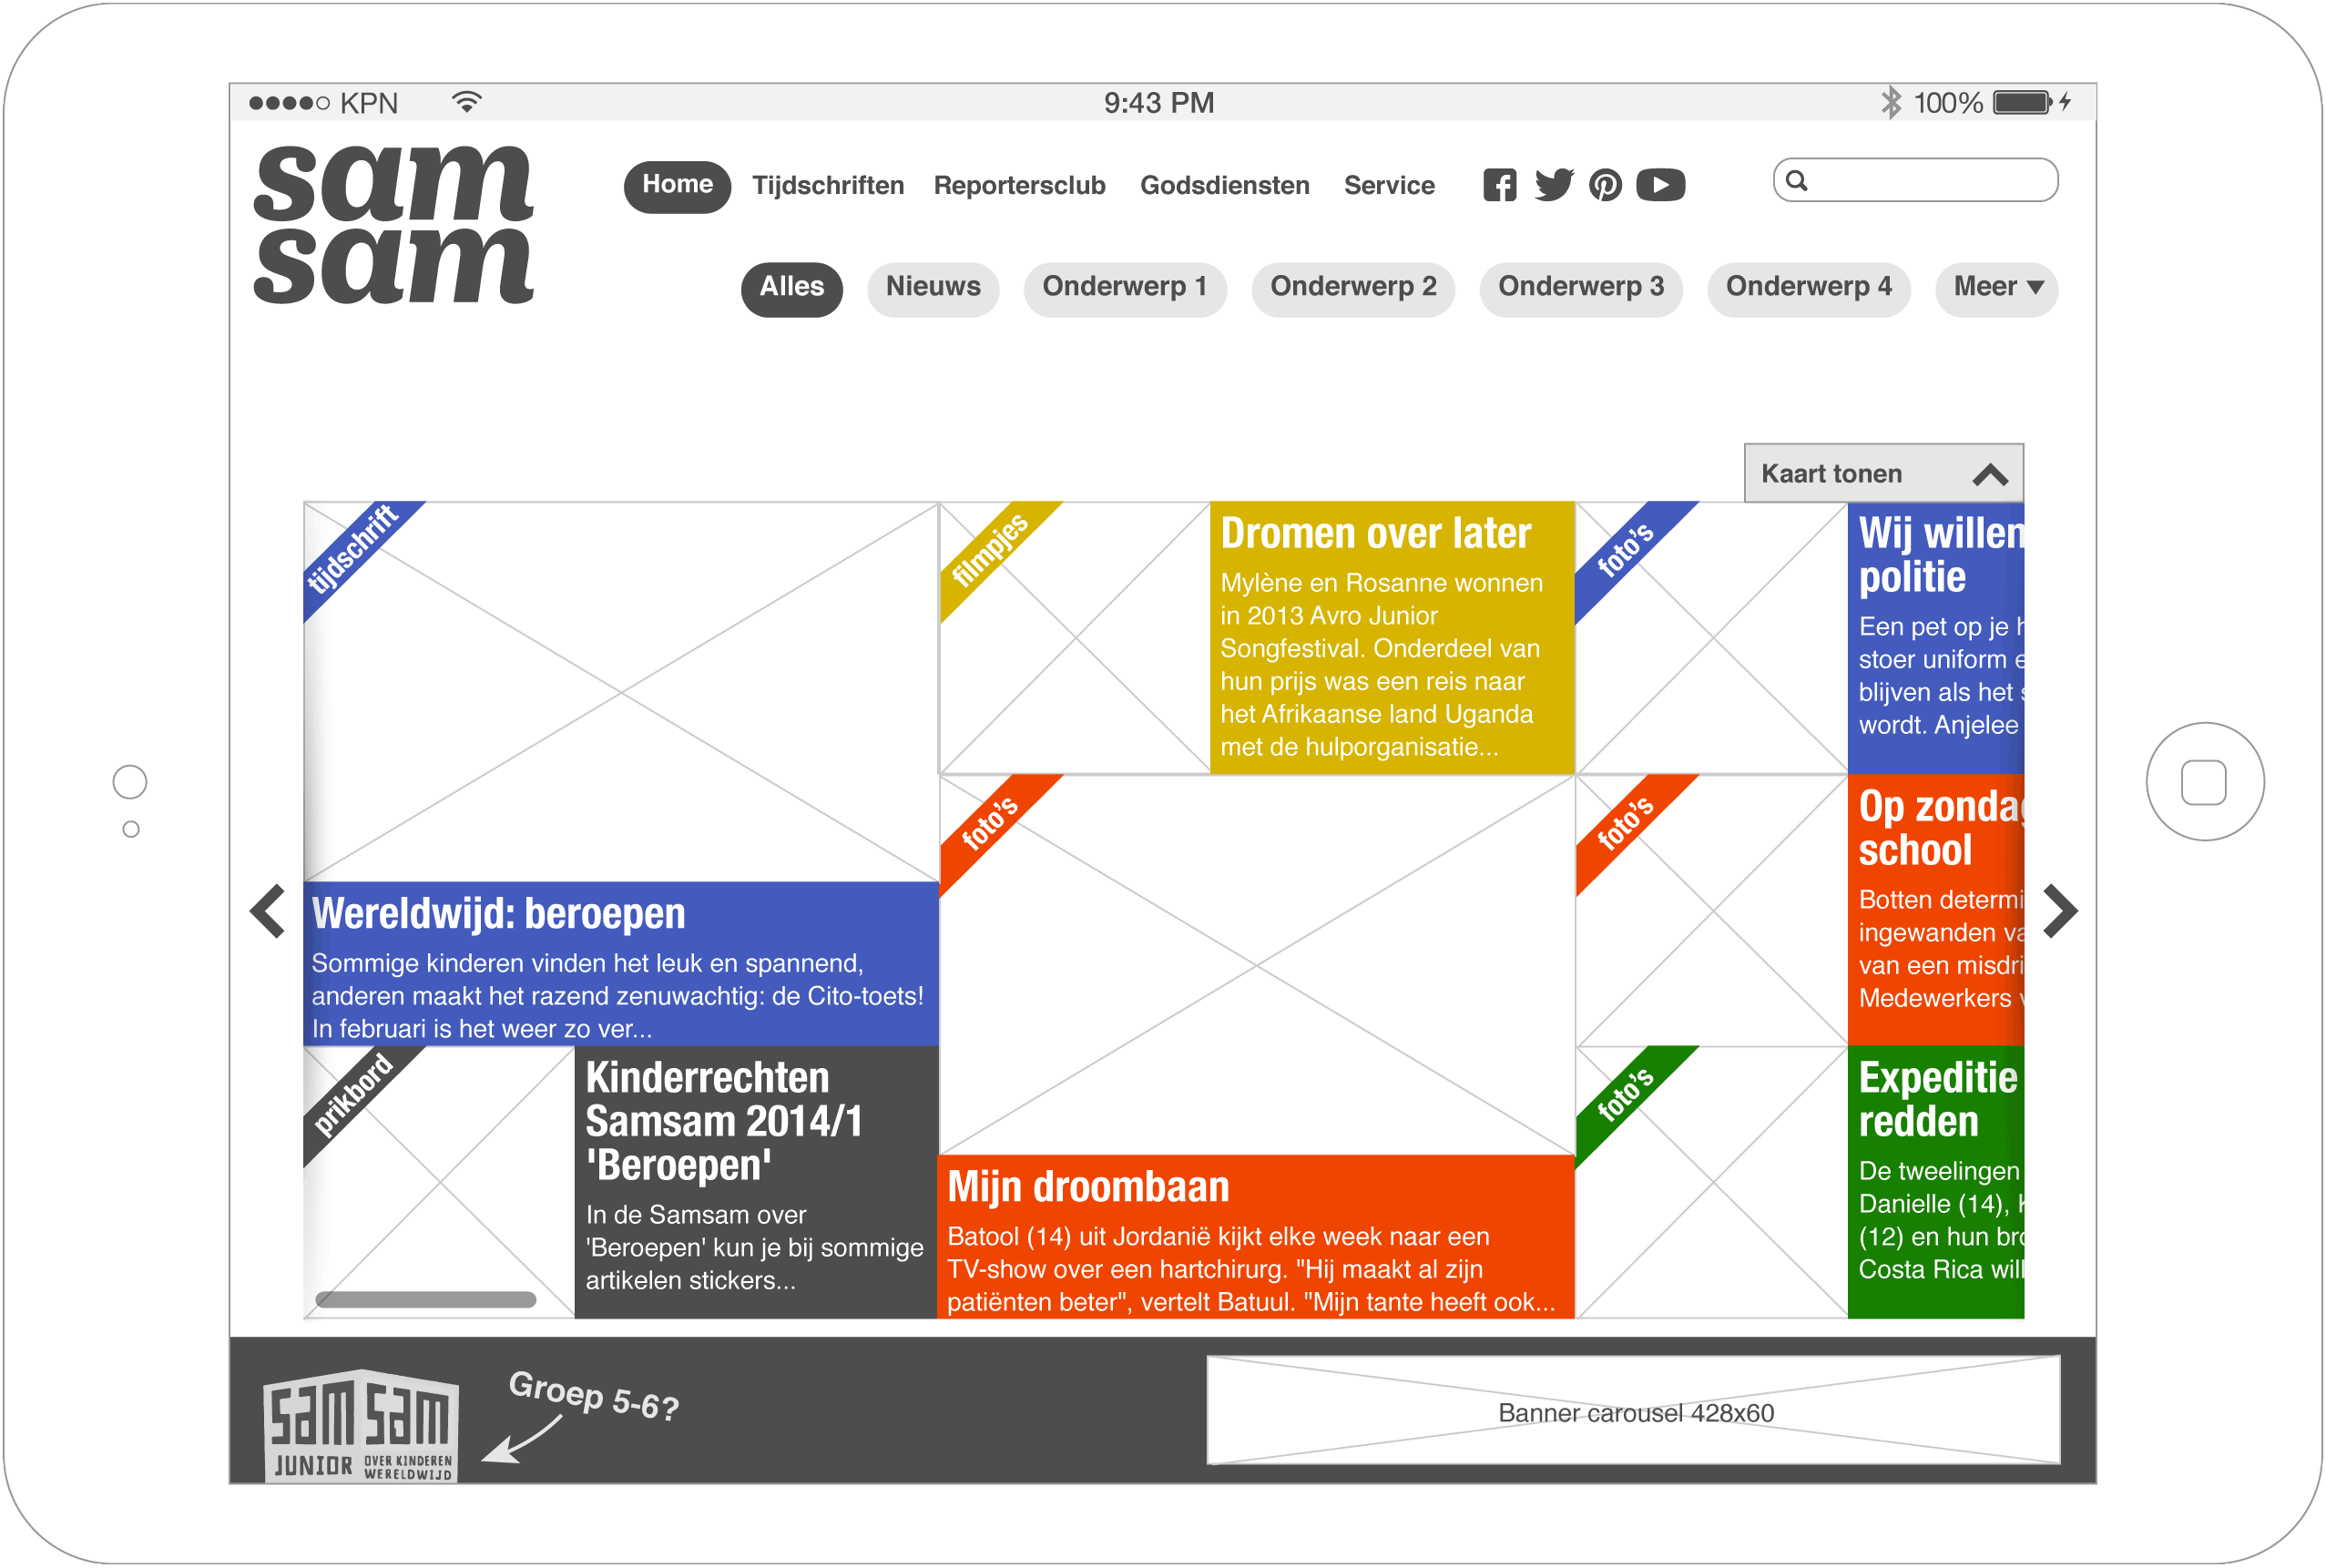 KPN
9:43 PM
100%
sam
sam
Home Tijdschriften Reportersclub Godsdiensten Service
Alles Nieuws Onderwerp 1 Onderwerp 2 Onderwerp 3 Onderwerp 4 Meer
Kaart tonen
tijdschrift
Wereldwijd: beroepen
Sommige kinderen vinden het leuk en spannend,
anderen maakt het razend zenuwachtig: de Cito-toets!
In februari is het weer zo ver...
prikbord
Kinderrechten
Samsam 2014/1
'Beroepen'
In de Samsam over
'Beroepen' kun je bij sommige
artikelen stickers...
filmpjes
Dromen over later
Mylène en Rosanne wonnen
in 2013 Avro Junior
Songfestival. Onderdeel van
hun prijs was een reis naar
het Afrikaanse land Uganda
met de hulporganisatie...
foto's
Mijn droombaan
Batool (14) uit Jordanië kijkt elke week naar een
TV-show over een hartchirurg. "Hij maakt al zijn
patiënten beter", vertelt Batuul. "Mijn tante heeft ook...
foto's
Wij willen
politie
Een pet op je
stoer uniform
blijven als het
wordt. Anjelee
foto's
Op zondag
school
Botten determi
ingewanden va
van een misdri
Medewerkers
foto's
Expeditie
redden
De tweelingen
Danielle (14),
(12) en hun bro
Costa Rica will
SAMSAM
JUNIOR
OVER KINDEREN
WERELDWIJD
Groep 5-6?
Banner carousel 428x60